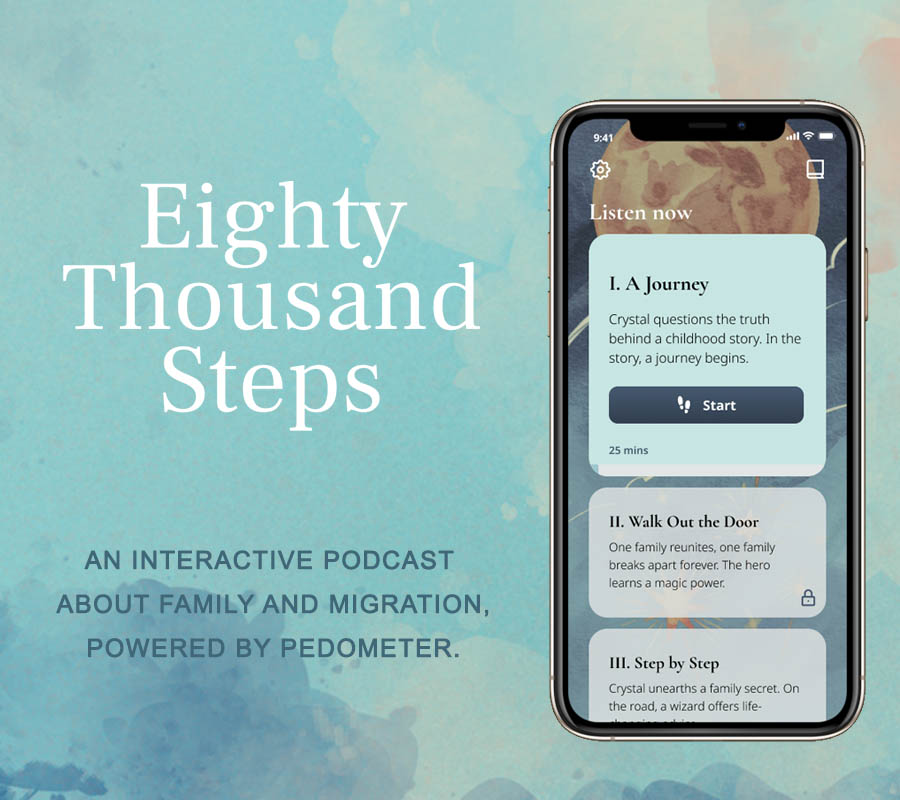 Eighty
Thousand
Steps
AN INTERACTIVE PODCAST
ABOUT FAMILY AND MIGRATION,
POWERED BY PEDOMETER.
9:41
Listen now
I. A Journey
Crystal questions the truth
behind a childhood story. In the
story, a journey begins.
Start
25 mins
II. Walk Out the Door
One family reunites, one family
breaks apart forever. The hero
learns a magic power.
III. Step by Step
Crystal unearths a family secret. On
the road, a wizard offers life-
changing advice.